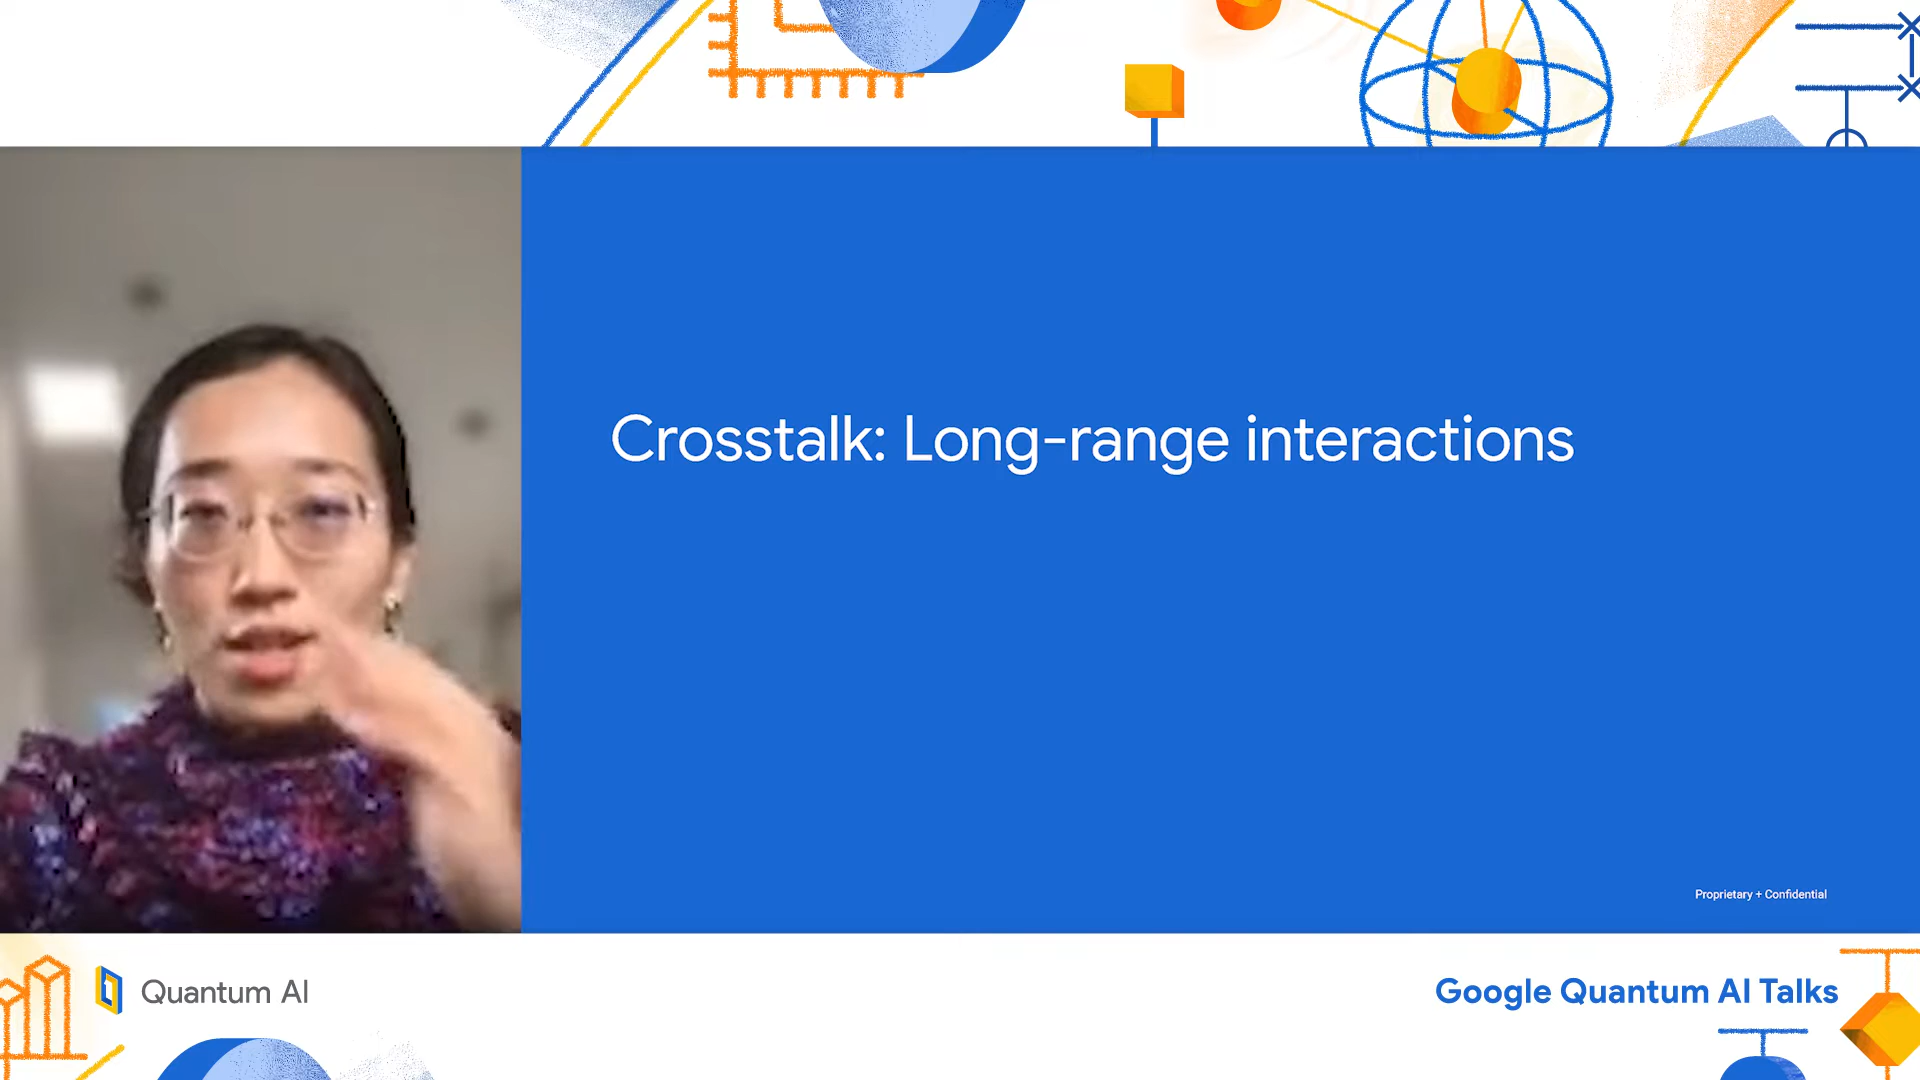 Crosstalk: Long-range interactions
Proprietary + Confidential
Quantum AI
Google Quantum AI Talks